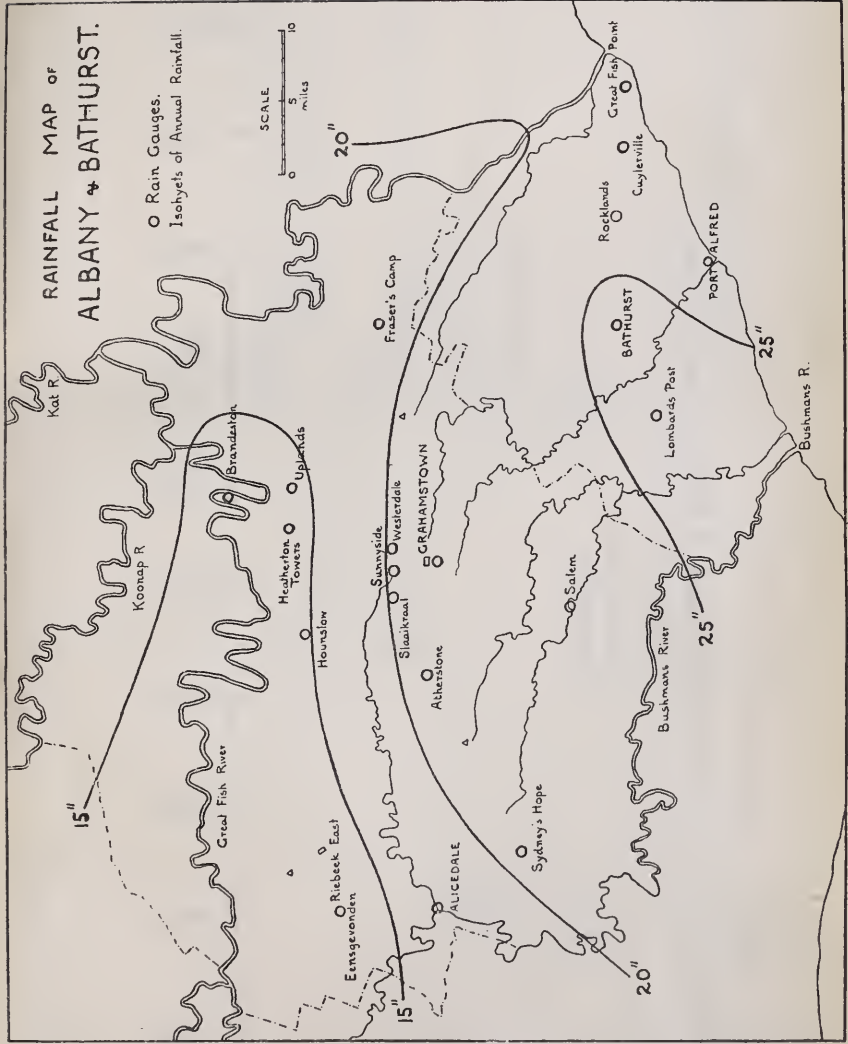 RAINFALL MAP OF
ALBANY & BATHURST.
O Rain Gauges.
Isohyets of Annual Rainfall.
SCALE
0 5 10
miles
20"
Kat R.
Koonap R
Brandeston
Uplands
Heatherton
Towers
Hounslow
15"
Great Fish River
Riebeek East
Eensgevonden
15"
Fraser's Camp
Sunnyside
Westerdale
Slaaikraal
GRAHAMSTOWN
Atherstone
ALICEDALE
Sydney's Hope
Salem
20"
Great Fish Point
Cuylerville
Rocklands
PORT ALFRED
BATHURST
Lombards Post
25"
25"
Bushmans R.
Bushmans River